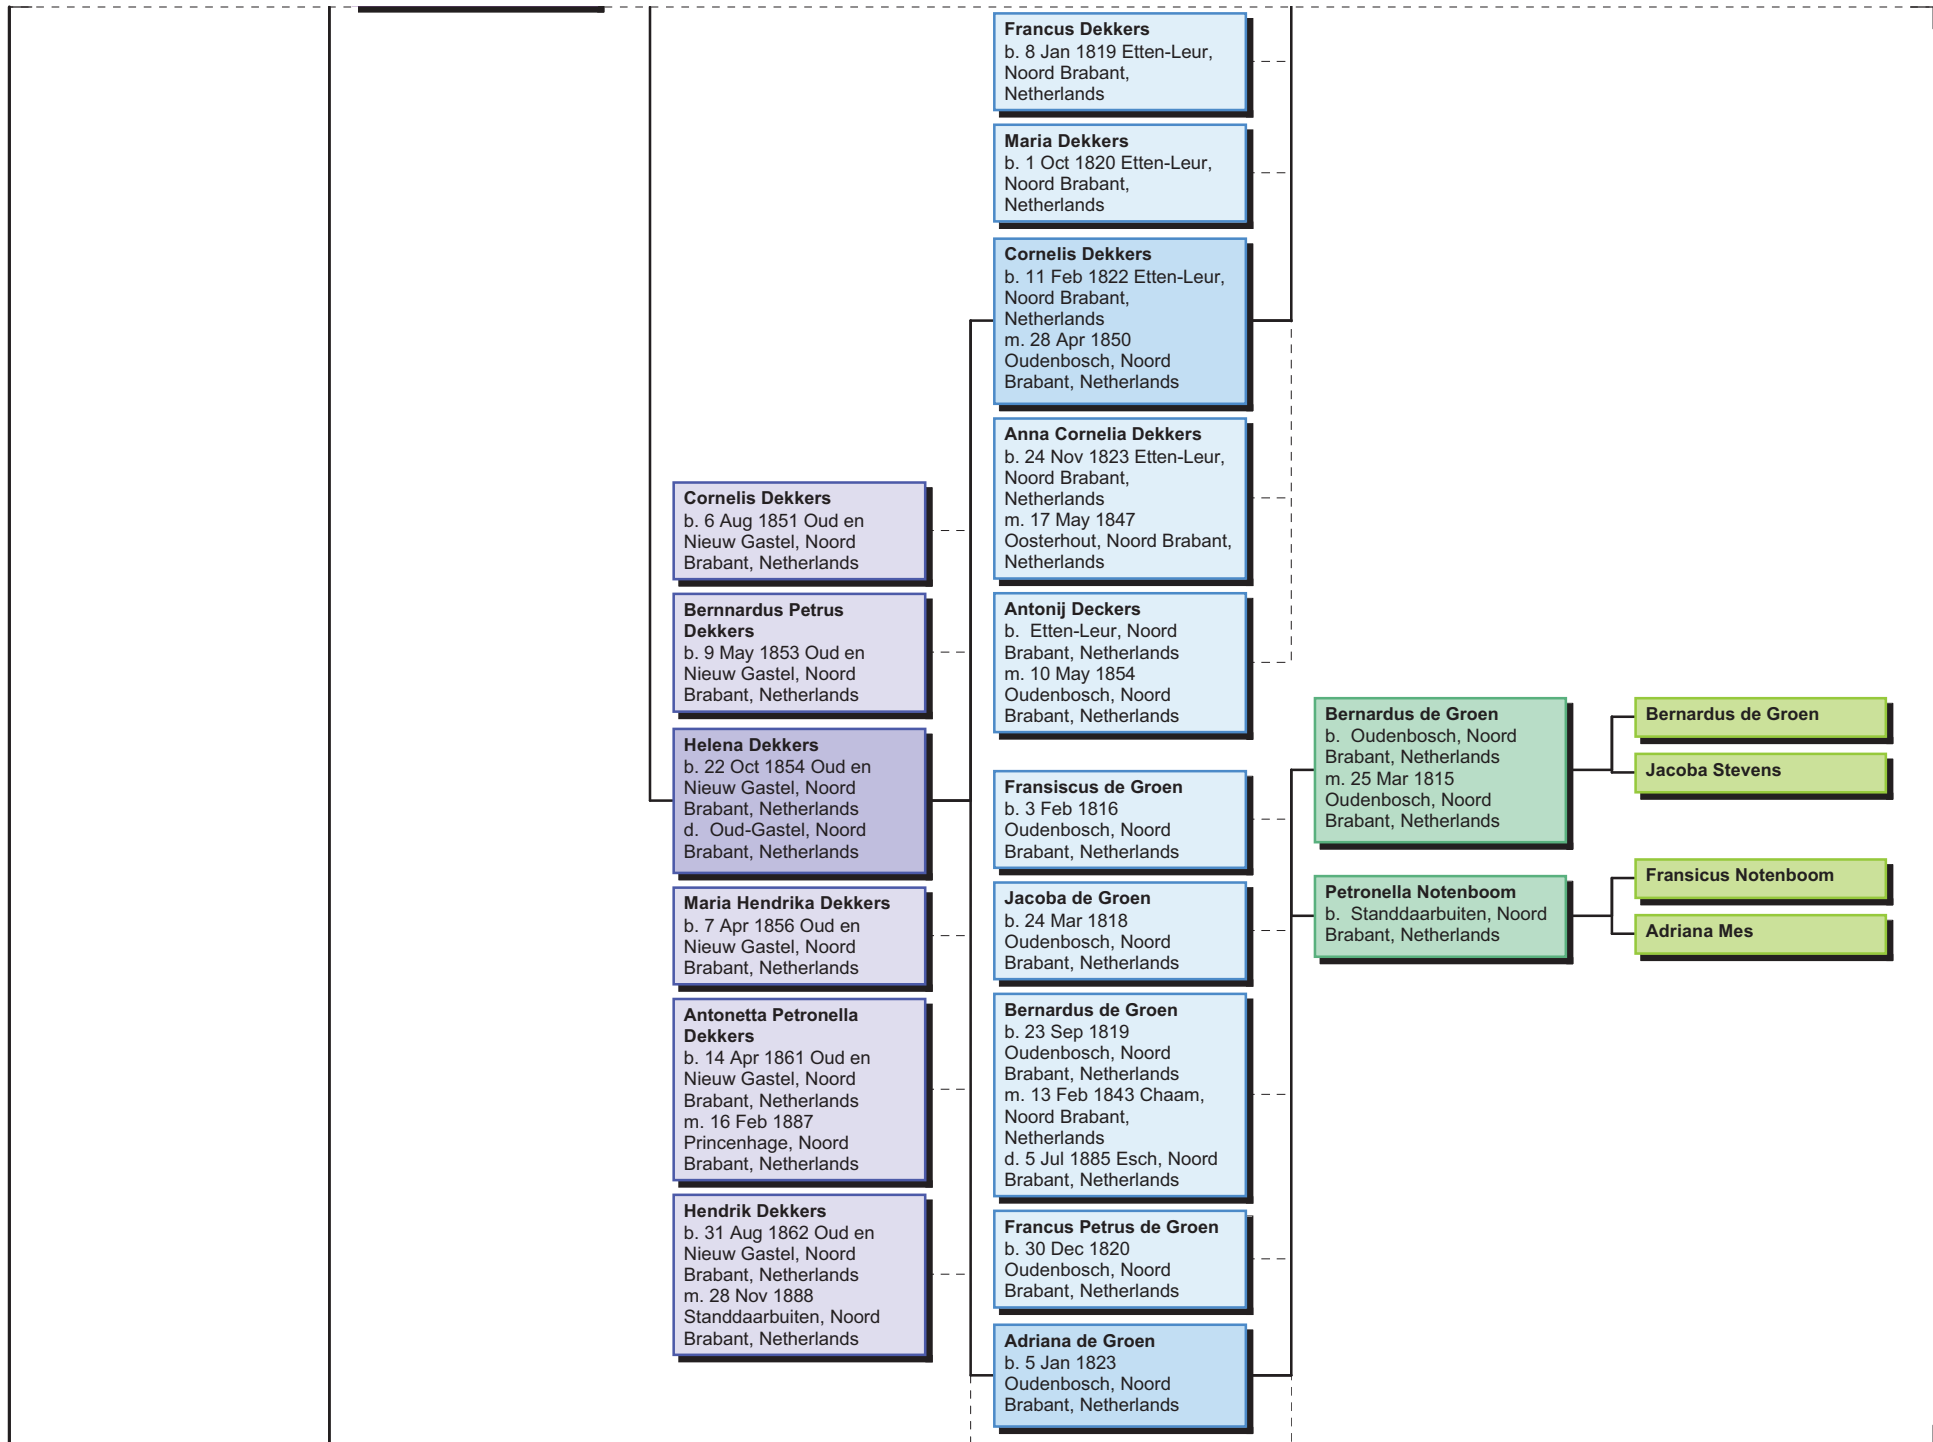 Francus Dekkers
b. 8 Jan 1819 Etten-Leur,
Noord Brabant,
Netherlands
Maria Dekkers
b. 1 Oct 1820 Etten-Leur,
Noord Brabant,
Netherlands
Cornelis Dekkers
b. 11 Feb 1822 Etten-Leur,
Noord Brabant,
Netherlands
m. 28 Apr 1850
Oudenbosch, Noord
Brabant, Netherlands
Anna Cornelia Dekkers
b. 24 Nov 1823 Etten-Leur,
Noord Brabant,
Netherlands
m. 17 May 1847
Oosterhout, Noord Brabant,
Netherlands
Antonij Deckers
b.  Etten-Leur, Noord
Brabant, Netherlands
m. 10 May 1854
Oudenbosch, Noord
Brabant, Netherlands
Cornelis Dekkers
b. 6 Aug 1851 Oud en
Nieuw Gastel, Noord
Brabant, Netherlands
Bernnardus Petrus
Dekkers
b. 9 May 1853 Oud en
Nieuw Gastel, Noord
Brabant, Netherlands
Helena Dekkers
b. 22 Oct 1854 Oud en
Nieuw Gastel, Noord
Brabant, Netherlands
d.  Oud-Gastel, Noord
Brabant, Netherlands
Maria Hendrika Dekkers
b. 7 Apr 1856 Oud en
Nieuw Gastel, Noord
Brabant, Netherlands
Antonetta Petronella
Dekkers
b. 14 Apr 1861 Oud en
Nieuw Gastel, Noord
Brabant, Netherlands
m. 16 Feb 1887
Princenhage, Noord
Brabant, Netherlands
Hendrik Dekkers
b. 31 Aug 1862 Oud en
Nieuw Gastel, Noord
Brabant, Netherlands
m. 28 Nov 1888
Standdaarbuiten, Noord
Brabant, Netherlands
Fransiscus de Groen
b. 3 Feb 1816
Oudenbosch, Noord
Brabant, Netherlands
Jacoba de Groen
b. 24 Mar 1818
Oudenbosch, Noord
Brabant, Netherlands
Bernardus de Groen
b. 23 Sep 1819
Oudenbosch, Noord
Brabant, Netherlands
m. 13 Feb 1843 Chaam,
Noord Brabant,
Netherlands
d. 5 Jul 1885 Esch, Noord
Brabant, Netherlands
Francus Petrus de Groen
b. 30 Dec 1820
Oudenbosch, Noord
Brabant, Netherlands
Adriana de Groen
b. 5 Jan 1823
Oudenbosch, Noord
Brabant, Netherlands
Bernardus de Groen
b.  Oudenbosch, Noord
Brabant, Netherlands
m. 25 Mar 1815
Oudenbosch, Noord
Brabant, Netherlands
Petronella Notenboom
b.  Standdaarbuiten, Noord
Brabant, Netherlands
Bernardus de Groen
Jacoba Stevens
Fransicus Notenboom
Adriana Mes